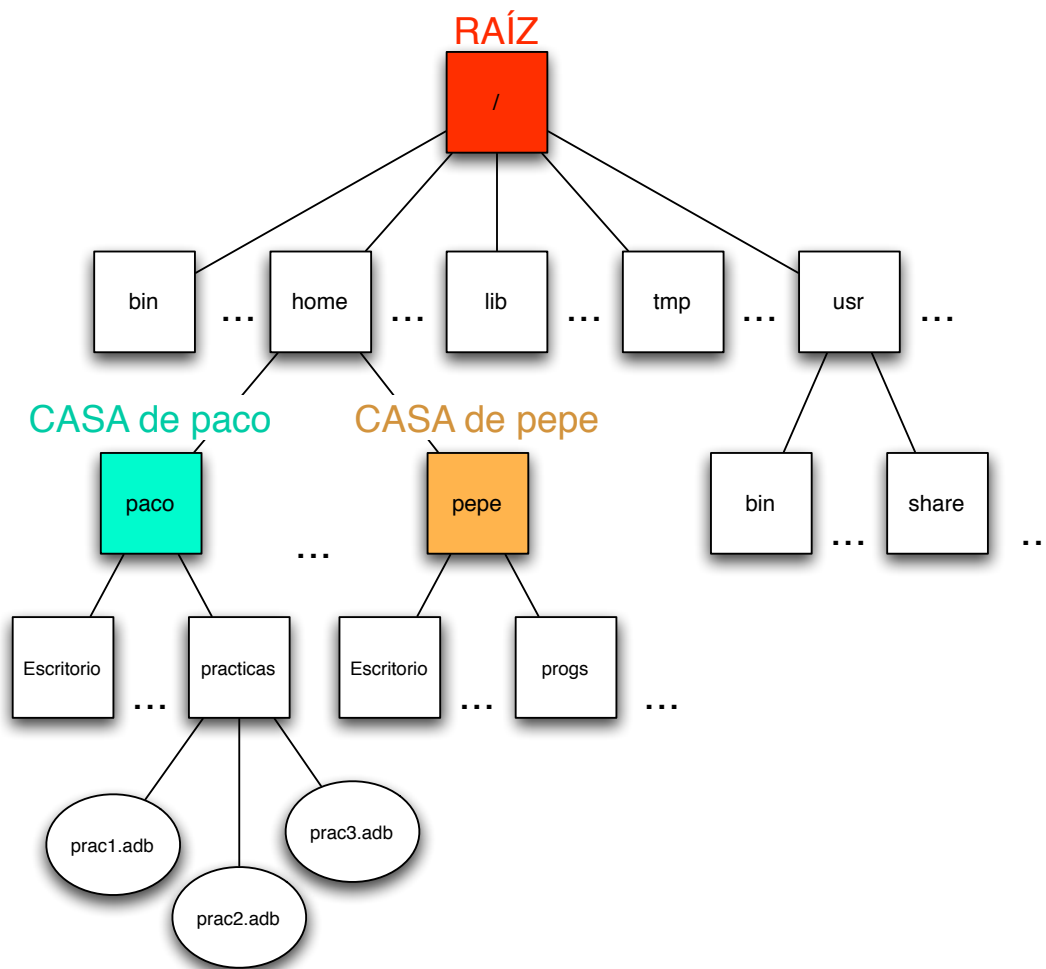 RAÍZ
/
bin
...
home
...
lib
...
tmp
...
usr
...
CASA de paco
CASA de pepe
paco
...
pepe
bin
...
share
..
Escritorio
...
practicas
Escritorio
...
progs
...
prac1.adb
prac2.adb
prac3.adb